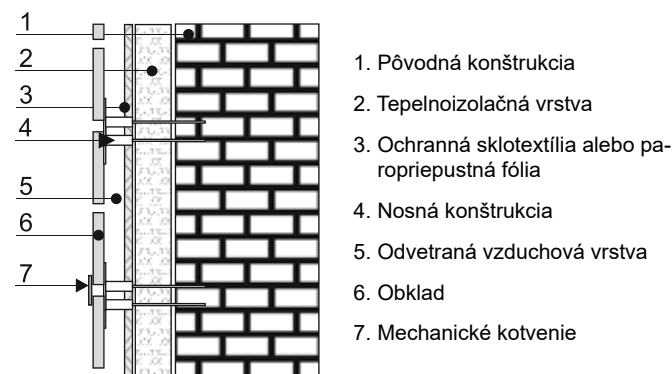 1
2
3
4
5
6
7
1. Pôvodná konštrukcia
2. Tepelnoizolačná vrstva
3. Ochranná sklotextília alebo pa-
ropriepustná fólia
4. Nosná konštrukcia
5. Odvetraná vzduchová vrstva
6. Obklad
7. Mechanické kotvenie